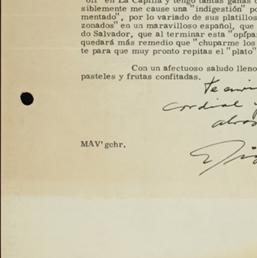 en La Capilla y tengo tantas ganas
siblemente me cause una "indigestión" po
mentado", por lo variado de sus platillos
zonados" en un maravilloso español, que
do Salvador, que al terminar esta "opípar
quedará más remedio que "chuparme los
te para que muy pronto repitas el "plato"
Con un afectuoso saludo lleno
pasteles y frutas confitadas.
Te envío
cordial y
abrazo
MAV'gchr.